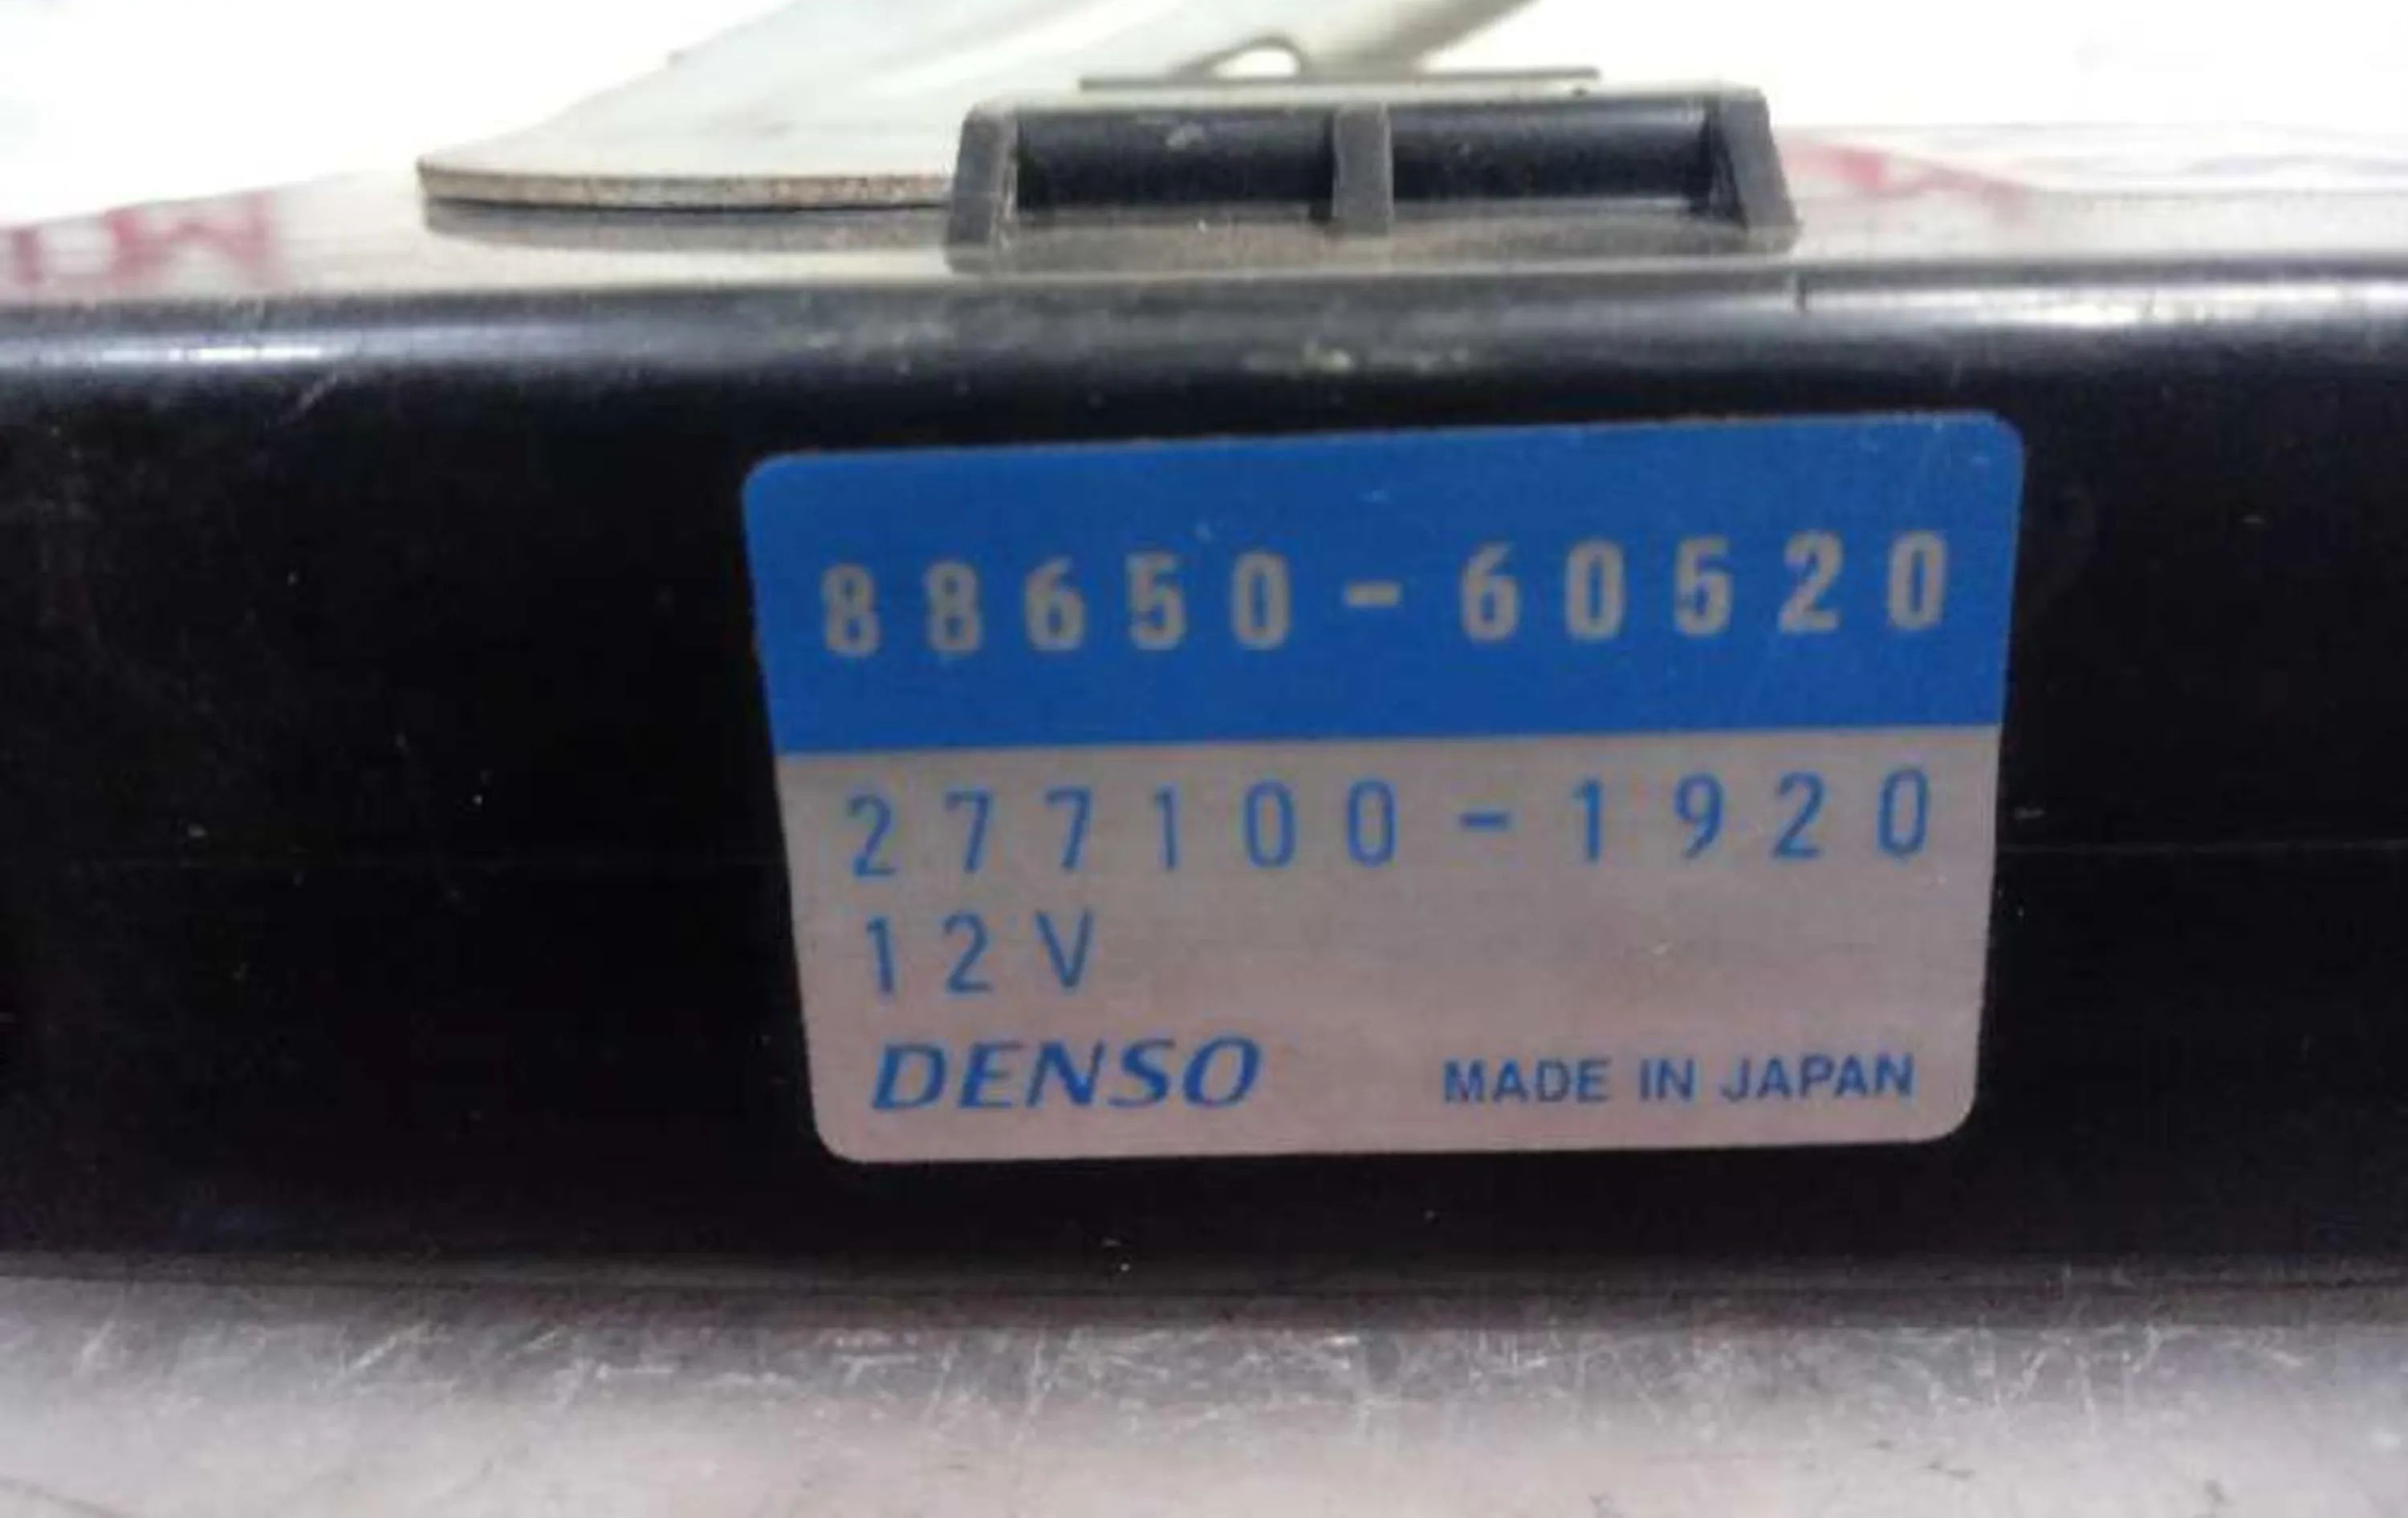 88650-60520
277100-1920
12V
DENSO MADE IN JAPAN